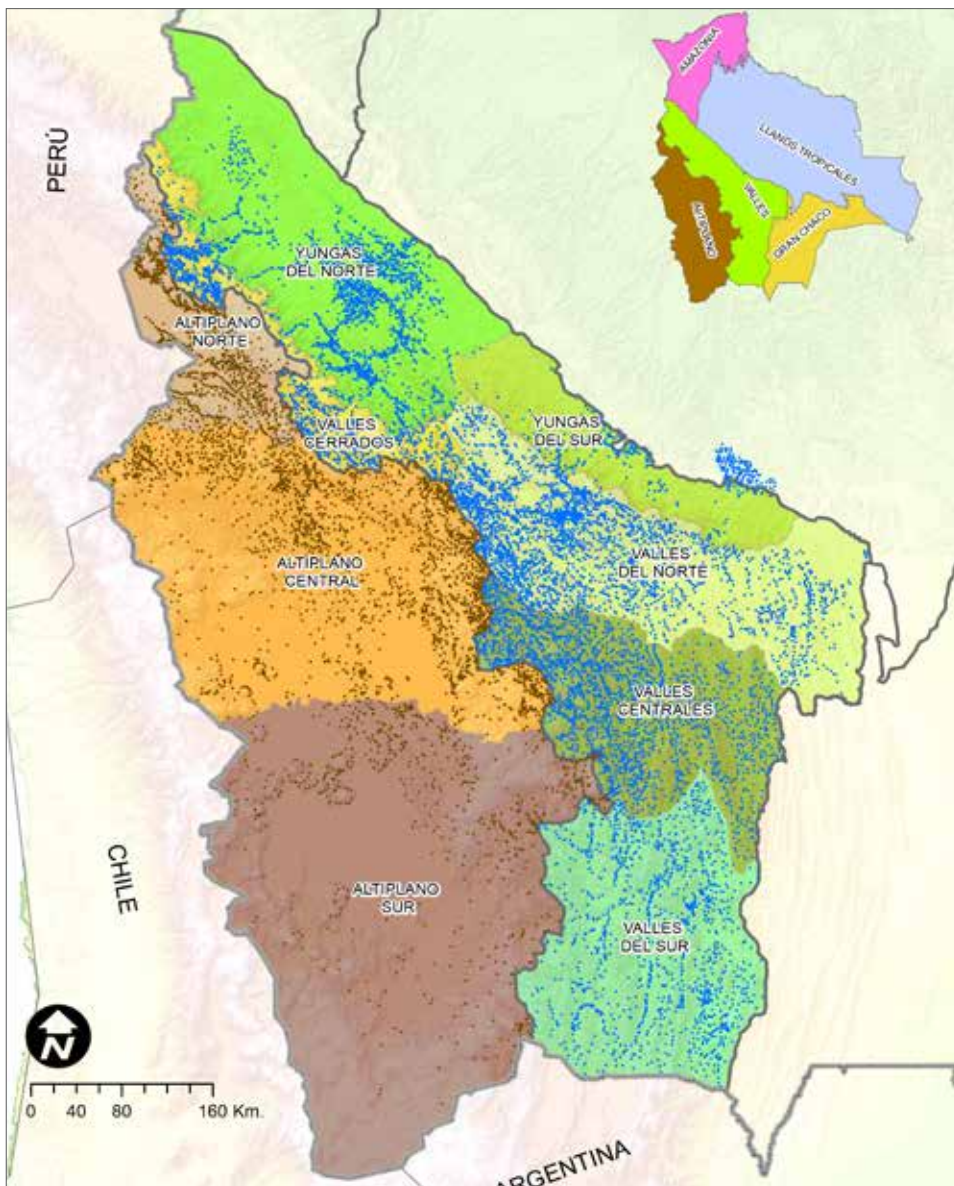 PERÚ
AMAZONIA
LLANOS TROPICALES
VALLES
ALTIPLANO
GRAN CHACO
YUNGAS
DEL NORTE
ALTIPLANO
NORTE
VALLES
CERRADOS
YUNGAS
DEL SUR
ALTIPLANO
CENTRAL
VALLES
DEL NORTE
VALLES
CENTRALES
CHILE
ALTIPLANO
SUR
VALLES
DEL SUR
N
0 40 80 160 Km.
ARGENTINA